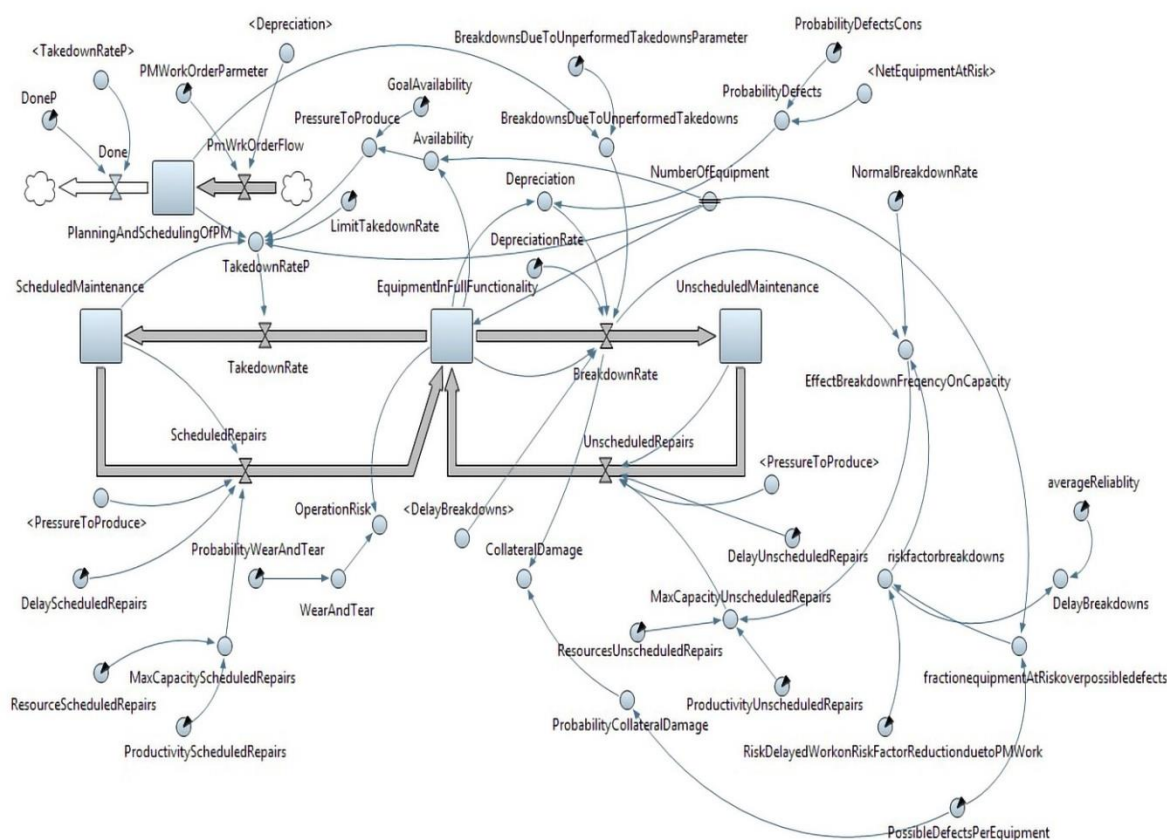 <Depreciation>
<TakedownRateP>
BreakdownsDueToUnperformedTakedownsParameter
ProbabilityDefectsCons
PMWorkOrderParmeter
<NetEquipmentAtRisk>
GoalAvailability
DoneP
ProbabilityDefects
PressureToProduce
Availability
BreakdownsDueToUnperformedTakedowns
Done
PmWrkOrderFlow
Depreciation
NumberOfEquipment
NormalBreakdownRate
LimitTakedownRate
PlanningAndSchedulingOfPM
DepreciationRate
TakedownRateP
ScheduledMaintenance
EquipmentInFullFunctionality
UnscheduledMaintenance
TakedownRate
BreakdownRate
EffectBreakdownFreqencyOnCapacity
ScheduledRepairs
UnscheduledRepairs
<PressureToProduce>
averageReliablity
<PressureToProduce>
OperationRisk
<DelayBreakdowns>
ProbabilityWearAndTear
CollateralDamage
DelayUnscheduledRepairs
riskfactorbreakdowns
DelayScheduledRepairs
WearAndTear
MaxCapacityUnscheduledRepairs
DelayBreakdowns
ResourcesUnscheduledRepairs
MaxCapacityScheduledRepairs
fractionequipmentAtRiskoverpossibledefects
ResourceScheduledRepairs
ProductivityUnscheduledRepairs
ProbabilityCollateralDamage
ProductivityScheduledRepairs
RiskDelayedWorkonRiskFactorReductionduetoPMWork
PossibleDefectsPerEquipment